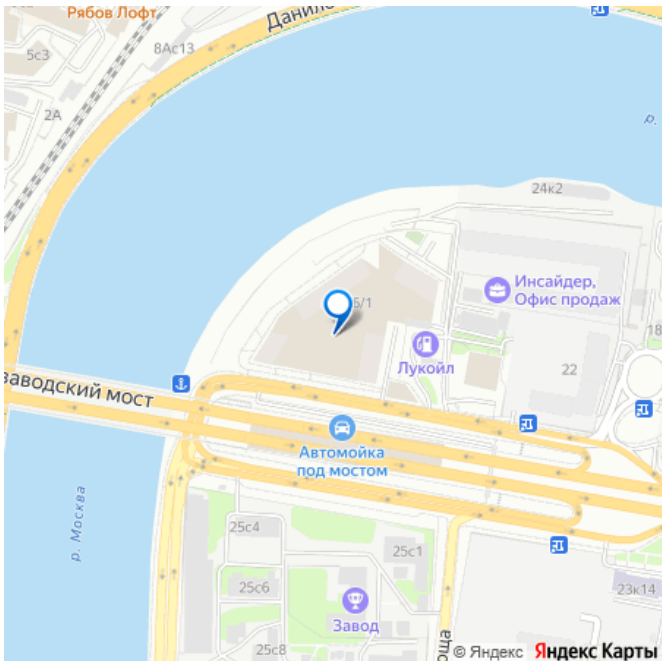 Рябов Лофт
5с3
8Ас13
Данило
2А
р.
24к2
5/1
Инсайдер,
Офис продаж
Лукойл
22
18
заводский мост
Автомойка
под мостом
р. Москва
25с4
25с1
25с6
Завод
25с8
23к14
оща
© Яндекс Яндекс Карты